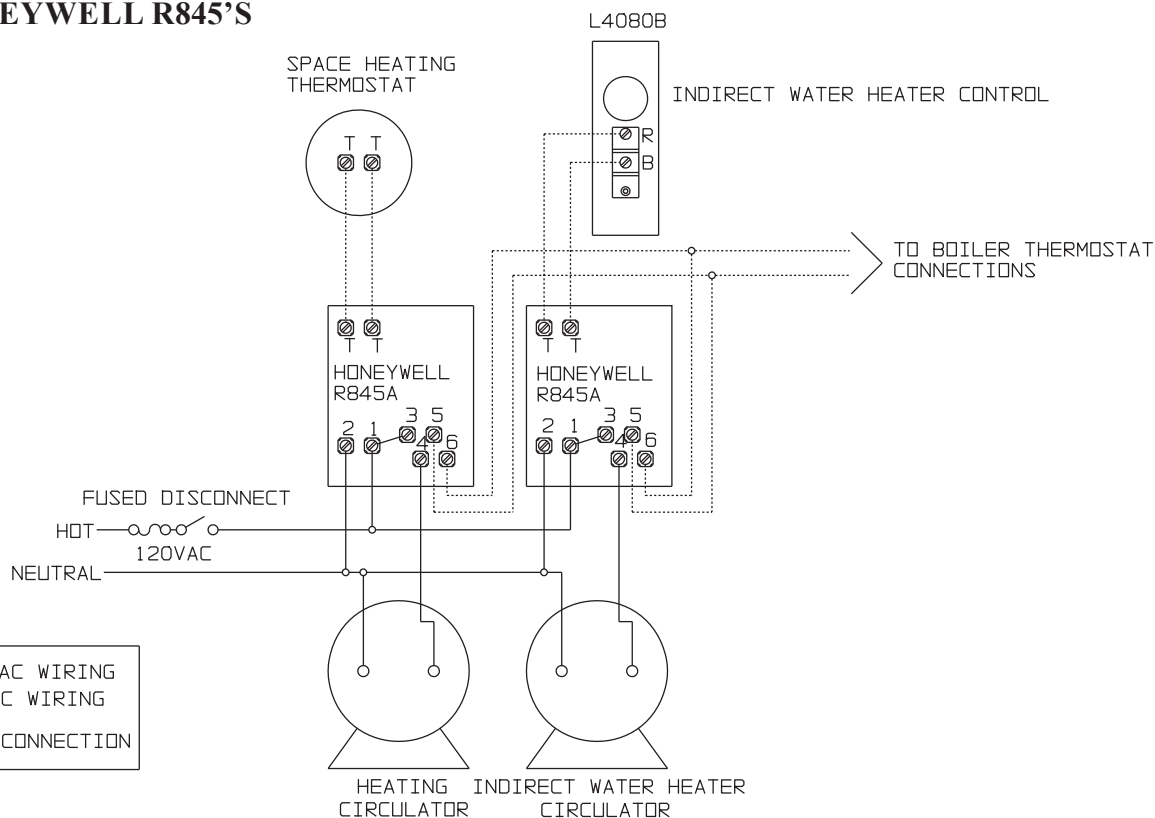 EYWELL R845'S
L4080B
SPACE HEATING
THERMOSTAT
INDIRECT WATER HEATER CONTROL
T T
R
B
TO BOILER THERMOSTAT
CONNECTIONS
T T
HONEYWELL
R845A
2 1 3 5
4 6
T T
HONEYWELL
R845A
2 1 3 5
4 6
FUSED DISCONNECT
HOT
120VAC
NEUTRAL
AC WIRING
C WIRING
CONNECTION
HEATING
CIRCULATOR
INDIRECT WATER HEATER
CIRCULATOR